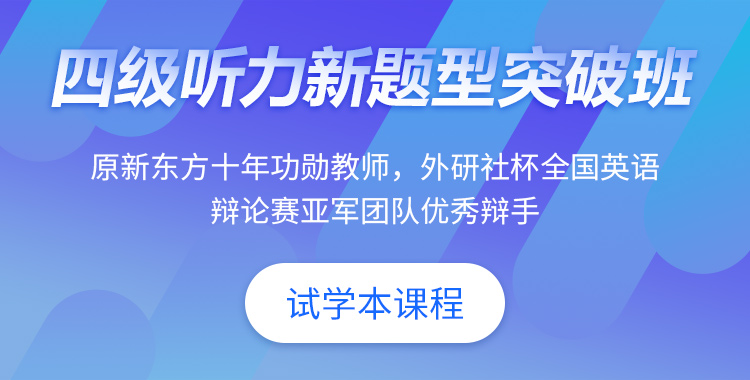 四级听力新题型突破班
原新东方十年功勋教师，外研社杯全国英语
辩论赛亚军团队优秀辩手
试学本课程